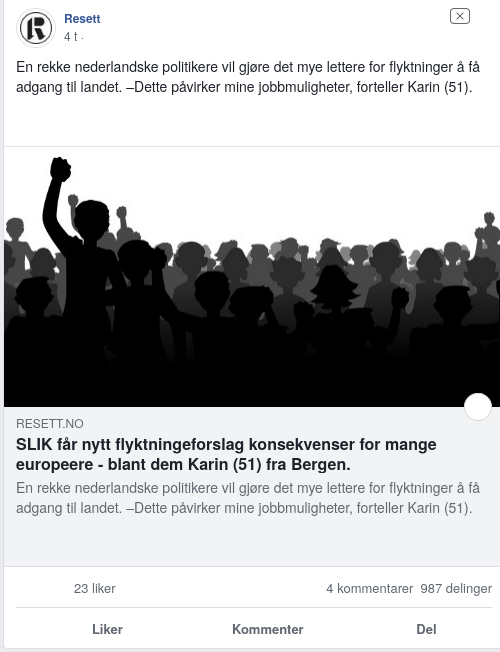 Resett
4 t ·
En rekke nederlandske politikere vil gjøre det mye lettere for flyktninger å få
adgang til landet. –Dette påvirker mine jobbmuligheter, forteller Karin (51).
RESETT.NO
SLIK får nytt flyktningeforslag konsekvenser for mange
europeere - blant dem Karin (51) fra Bergen.
En rekke nederlandske politikere vil gjøre det mye lettere for flyktninger å få
adgang til landet. –Dette påvirker mine jobbmuligheter, forteller Karin (51).
23 liker 4 kommentarer 987 delinger
Liker Kommenter Del